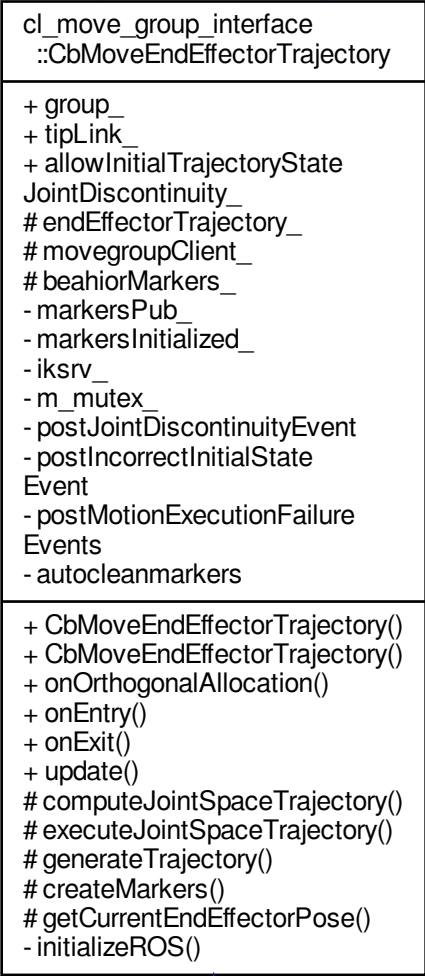 cl_move_group_interface
::CbMoveEndEffectorTrajectory
+ group_
+ tipLink_
+ allowInitialTrajectoryState
JointDiscontinuity_
# endEffectorTrajectory_
# movegroupClient_
# beahiorMarkers_
- markersPub_
- markersInitialized_
- iksrv_
- m_mutex_
- postJointDiscontinuityEvent
- postIncorrectInitialState
Event
- postMotionExecutionFailure
Events
- autocleanmarkers
+ CbMoveEndEffectorTrajectory()
+ CbMoveEndEffectorTrajectory()
+ onOrthogonalAllocation()
+ onEntry()
+ onExit()
+ update()
# computeJointSpaceTrajectory()
# executeJointSpaceTrajectory()
# generateTrajectory()
# createMarkers()
# getCurrentEndEffectorPose()
- initializeROS()